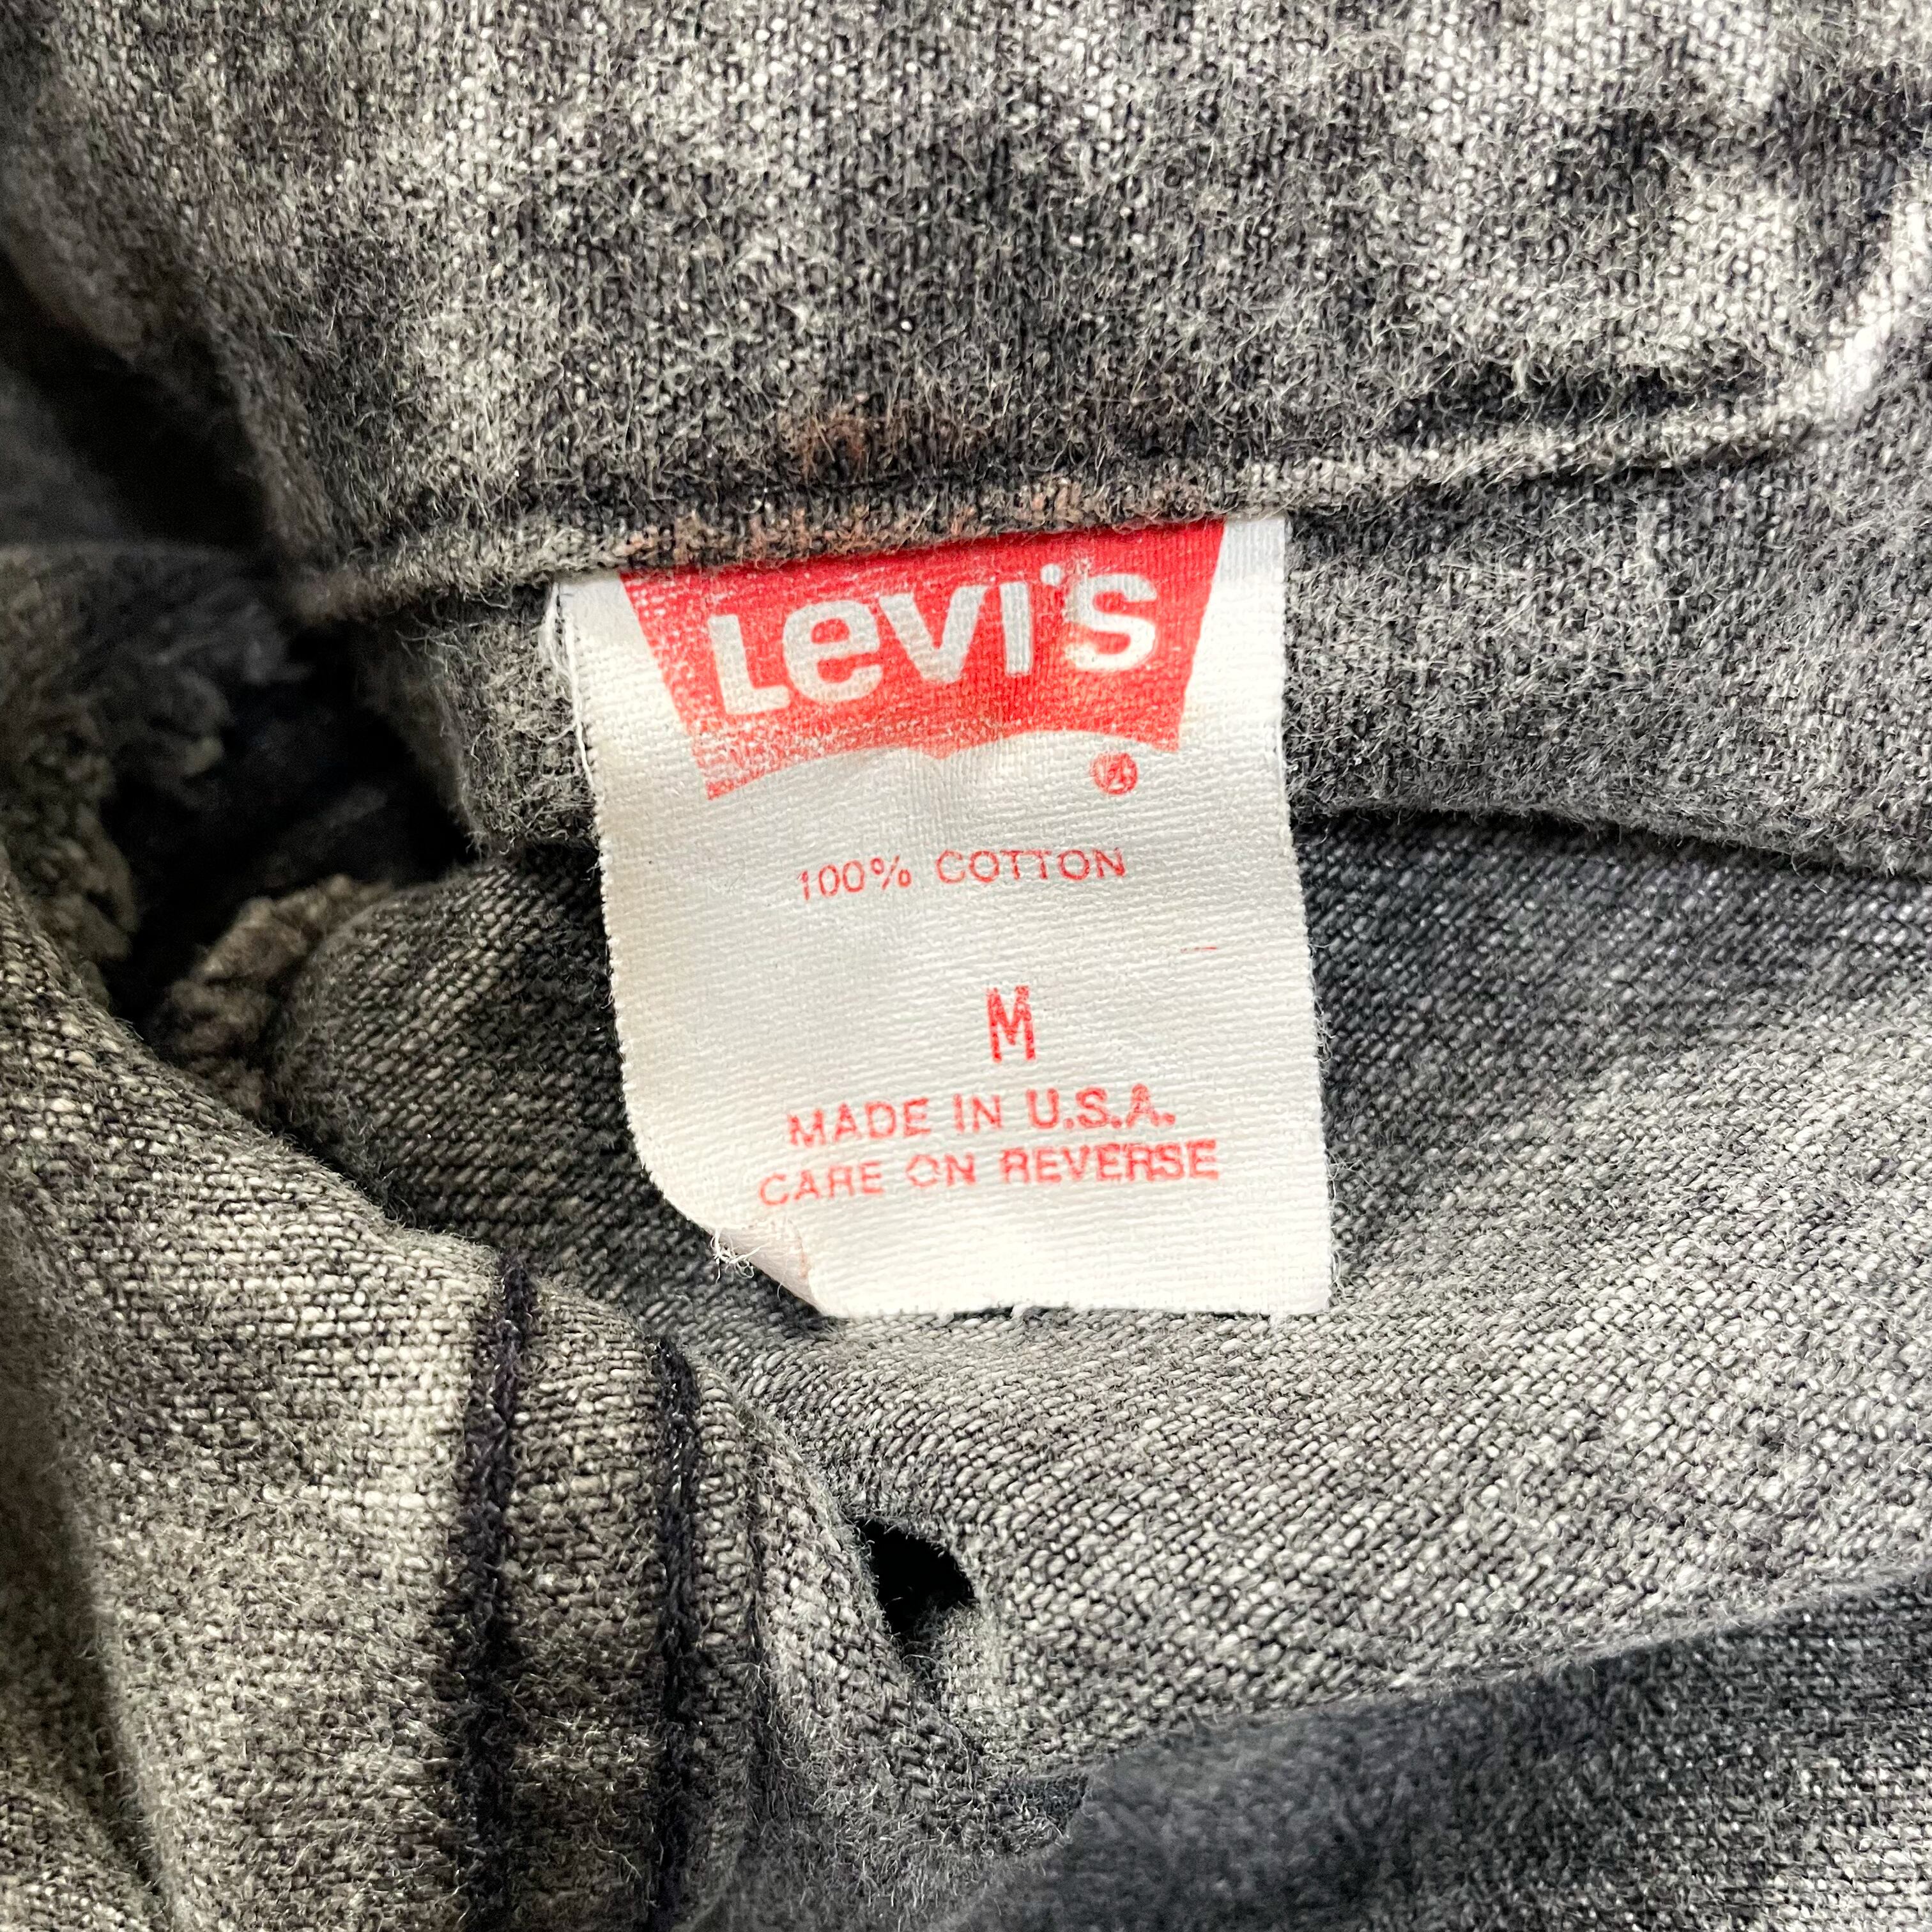 Levi's
®
100% COTTON
M
MADE IN U.S.A.
CARE ON REVERSE